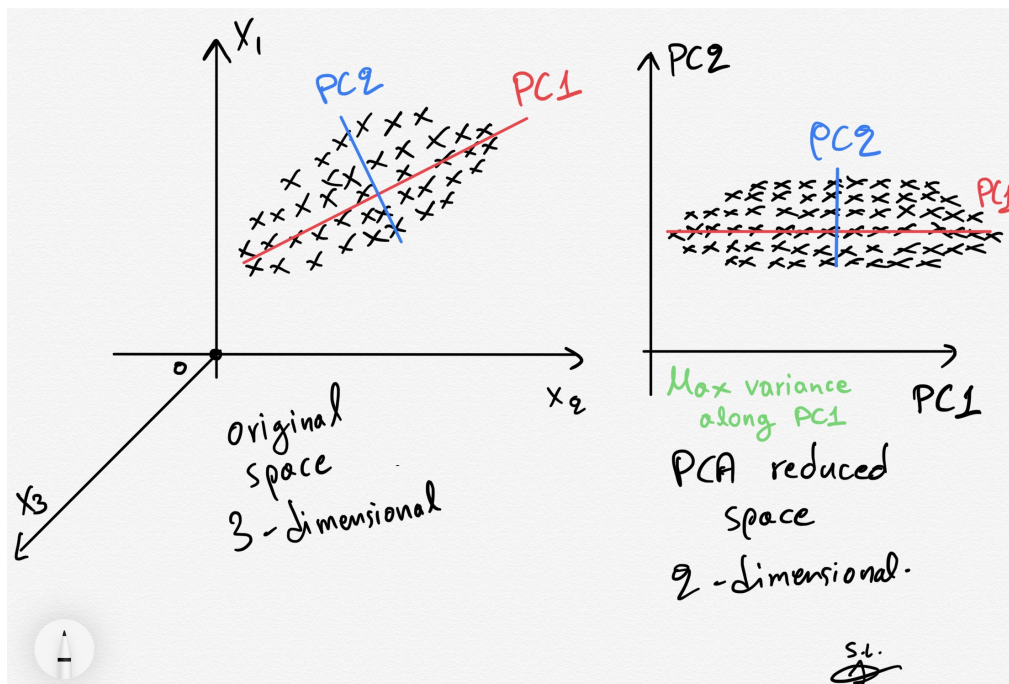 X1
PC2
PC1
0
X2
X3
original
space
3-dimensional
PC2
PC2
PC1
PC1
Max variance
along PC1
PCA reduced
space
2-dimensional.
S.L.